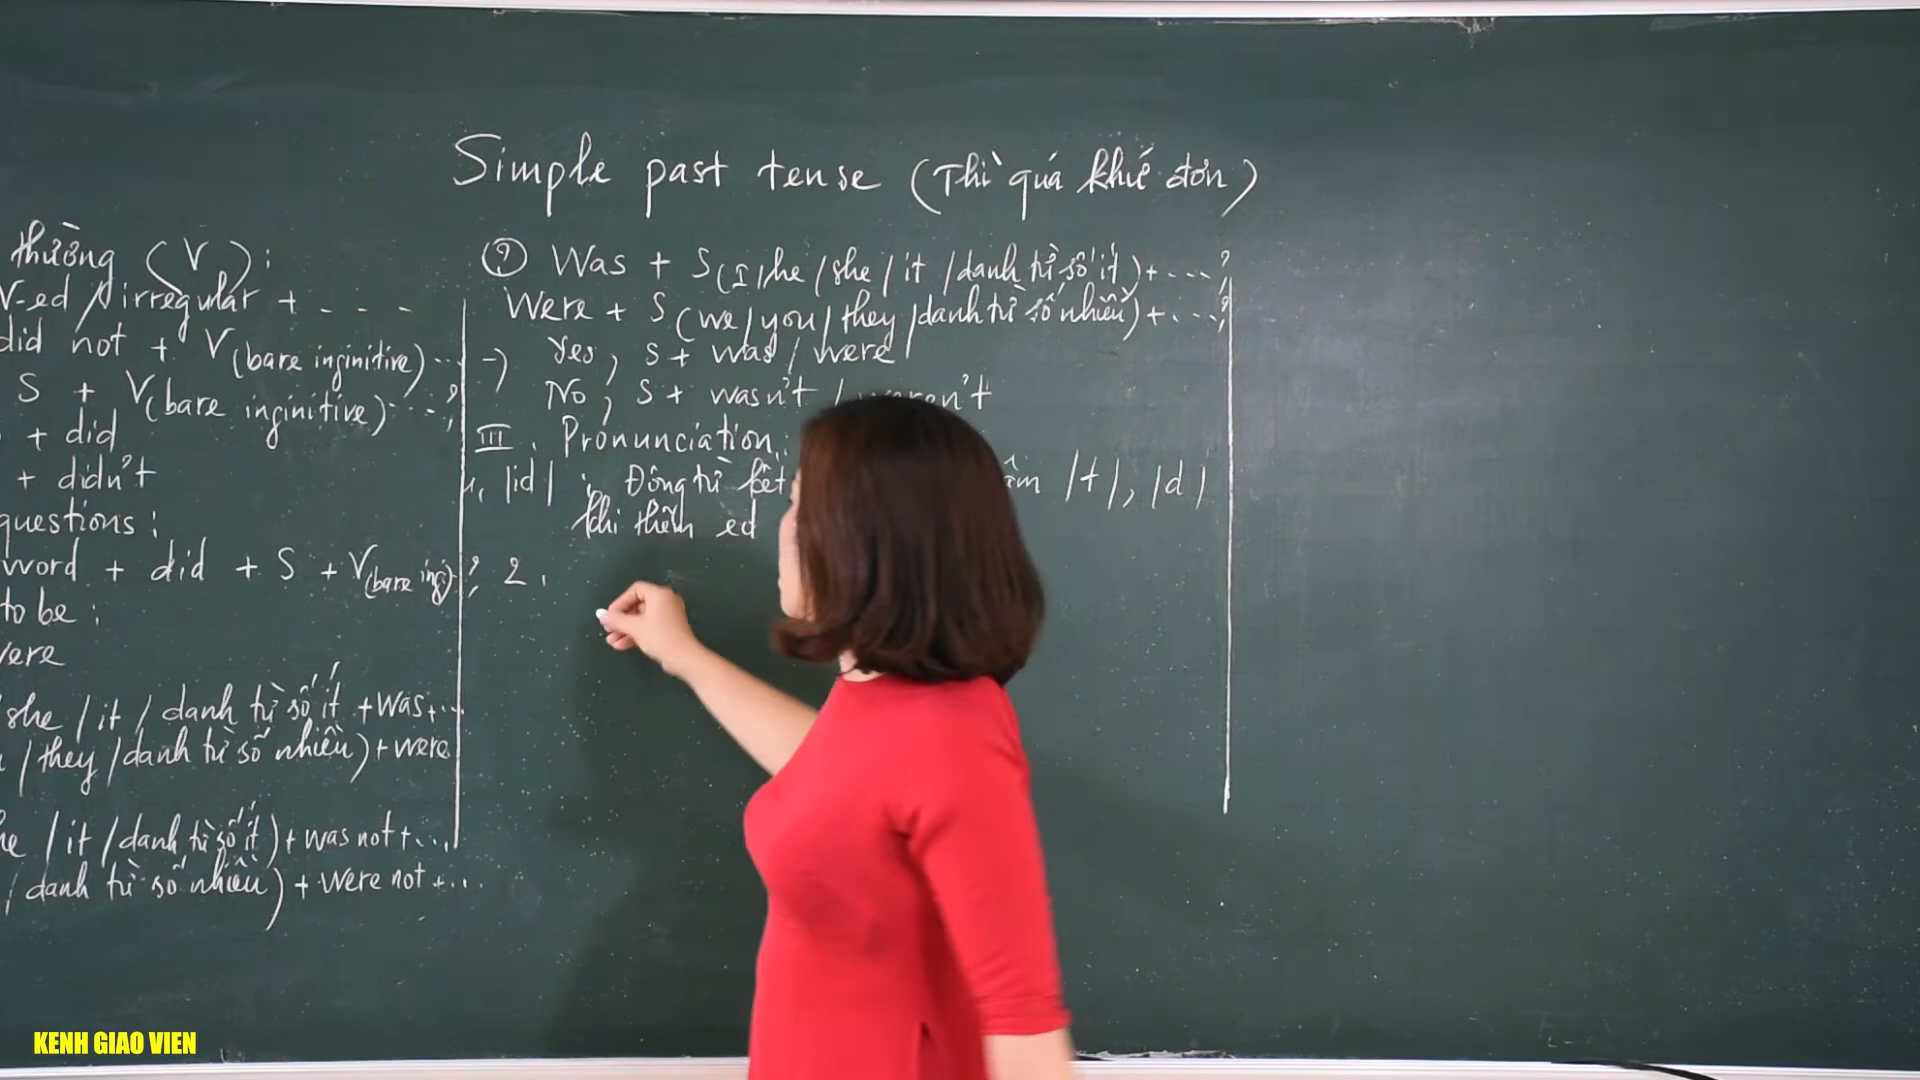 Simple past tense (Thì quá khứ đơn)
thường (V):
V-ed / irregular + - - -
did not + V(bare infinitive)...
S + V(bare infinitive)...?
+ did
+ didn't
questions:
word + did + S + V(bare inf)?
to be:
were
she / it / danh từ số ít + was + ...
/ they / danh từ số nhiều) + were
he / it / danh từ số ít) + was not + ...
, danh từ số nhiều) + were not + ...
(?) Was + S (I / he / she / it / danh từ số ít) + ...?
Were + S (we / you / they / danh từ số nhiều) + ...?
-) Yes, S + was / were
No, S + wasn't / weren't
III. Pronunciation:
1, /id/: Động từ kết âm /t/, /d/
khi thêm ed
2.
KENH GIAO VIEN